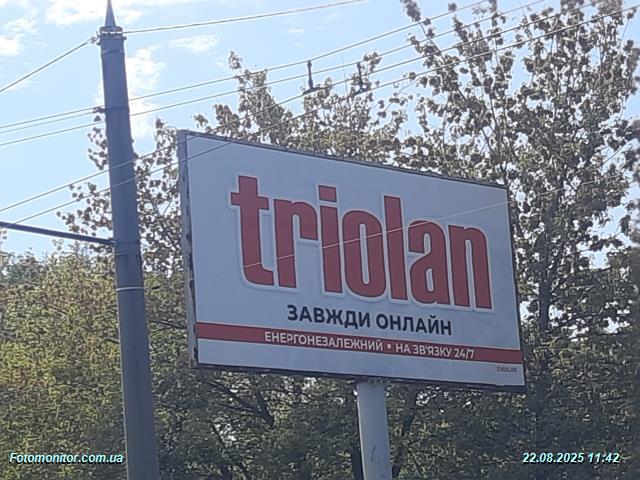 triolan
ЗАВЖДИ ОНЛАЙН
ЕНЕРГОНЕЗАЛЕЖНИЙ • НА ЗВ'ЯЗКУ 24/7
triolan.net
Fotomonitor.com.ua
22.08.2025 11:42